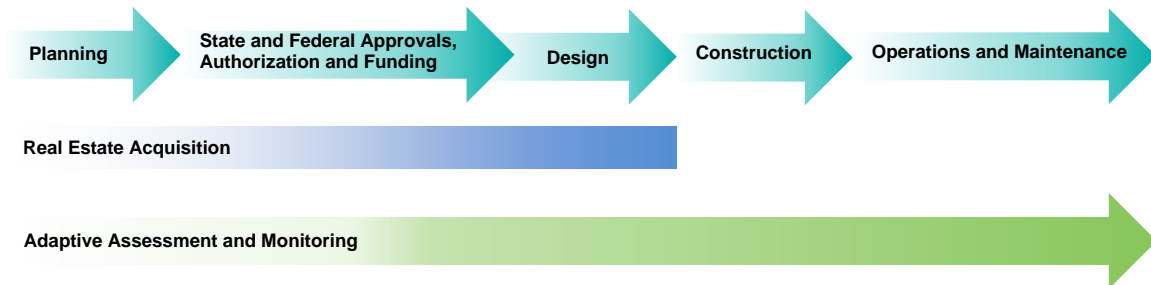 Planning
State and Federal Approvals,
Authorization and Funding
Design
Construction
Operations and Maintenance
Real Estate Acquisition
Adaptive Assessment and Monitoring